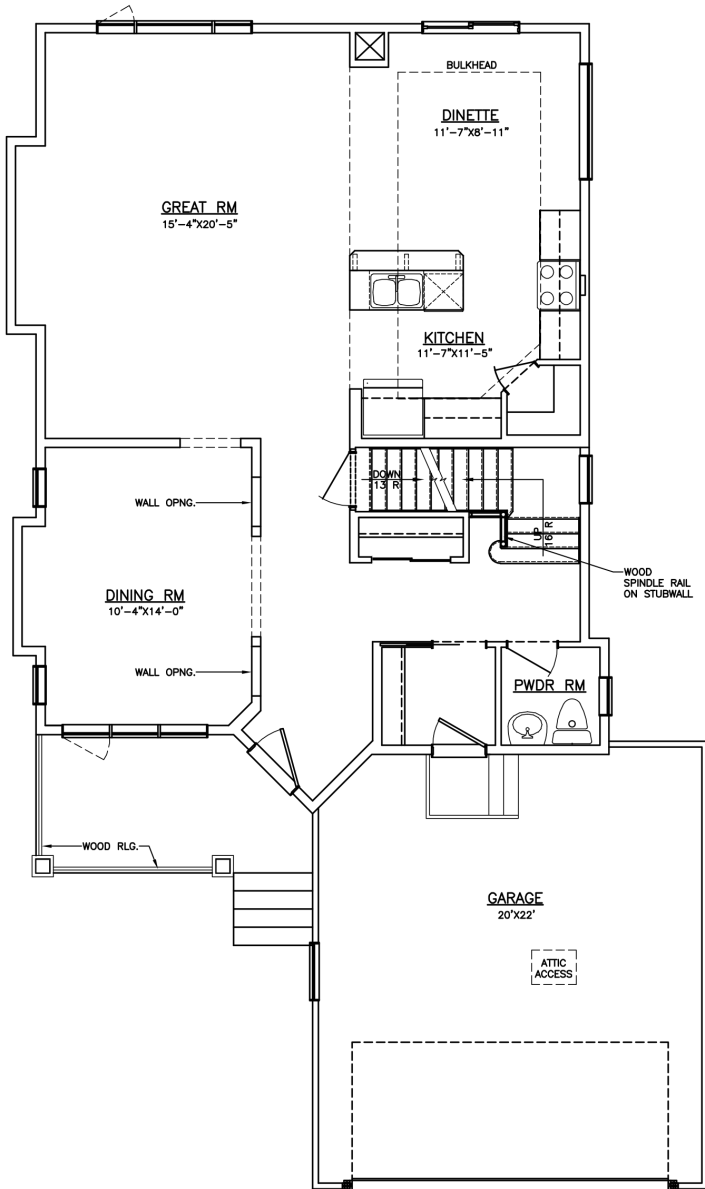 BULKHEAD
DINETTE
11'-7"X8'-11"
GREAT RM
15'-4"X20'-5"
KITCHEN
11'-7"X11'-5"
DOWN
13 R
UP
16 R
WALL OPNG.
WOOD
SPINDLE RAIL
ON STUBWALL
DINING RM
10'-4"X14'-0"
WALL OPNG.
PWDR RM
WOOD RLG.
GARAGE
20'X22'
ATTIC
ACCESS